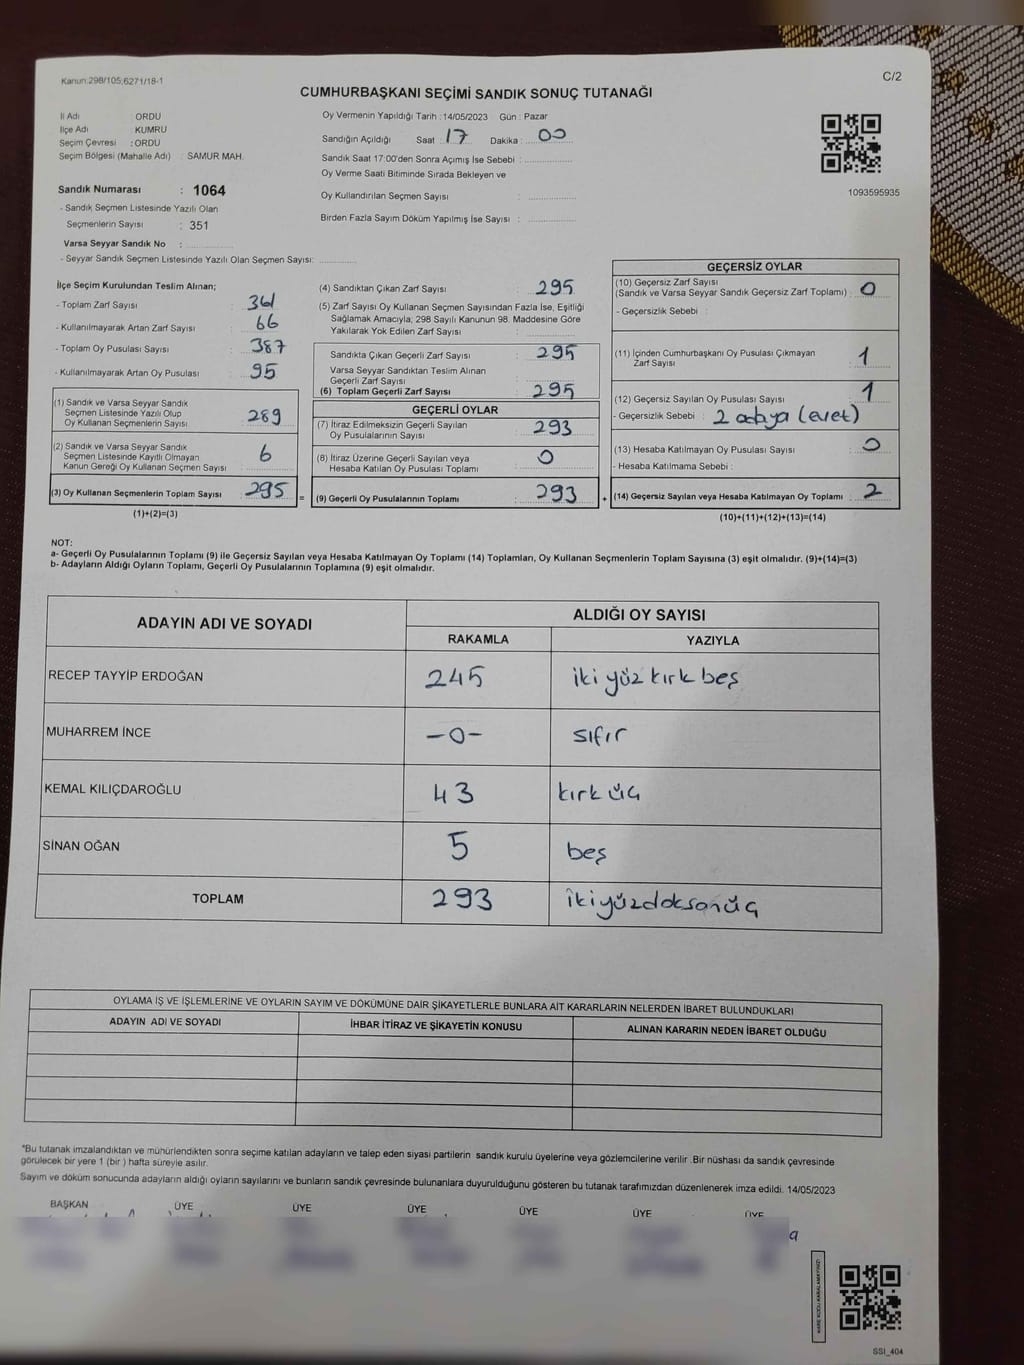 Kanun:298/105;6271/18-1
C/2
CUMHURBAŞKANI SEÇİMİ SANDIK SONUÇ TUTANAĞI
İl Adı : ORDU
İlçe Adı : KUMRU
Seçim Çevresi : ORDU
Seçim Bölgesi (Mahalle Adı) : SAMUR MAH.
Sandık Numarası : 1064
- Sandık Seçmen Listesinde Yazılı Olan
Seçmenlerin Sayısı : 351
Varsa Seyyar Sandık No :
- Seyyar Sandık Seçmen Listesinde Yazılı Olan Seçmen Sayısı:
Oy Vermenin Yapıldığı Tarih : 14/05/2023 Gün : Pazar
Sandığın Açıldığı Saat : 17 Dakika : 00
Sandık Saat 17:00'den Sonra Açımış İse Sebebi :
Oy Verme Saati Bitiminde Sırada Bekleyen ve
Oy Kullandırılan Seçmen Sayısı :
Birden Fazla Sayım Döküm Yapılmış İse Sayısı :
1093595935
İlçe Seçim Kurulundan Teslim Alınan;
- Toplam Zarf Sayısı : 361
- Kullanılmayarak Artan Zarf Sayısı : 66
- Toplam Oy Pusulası Sayısı : 387
- Kullanılmayarak Artan Oy Pusulası : 95
(1) Sandık ve Varsa Seyyar Sandık
Seçmen Listesinde Yazılı Olup
Oy Kullanan Seçmenlerin Sayısı : 289
(2) Sandık ve Varsa Seyyar Sandık
Seçmen Listesinde Kayıtlı Olmayan
Kanun Gereği Oy Kullanan Seçmen Sayısı : 6
(3) Oy Kullanan Seçmenlerin Toplam Sayısı : 295
(1)+(2)=(3)
(4) Sandıktan Çıkan Zarf Sayısı : 295
(5) Zarf Sayısı Oy Kullanan Seçmen Sayısından Fazla İse, Eşitliği
Sağlamak Amacıyla, 298 Sayılı Kanunun 98. Maddesine Göre
Yakılarak Yok Edilen Zarf Sayısı :
Sandıkta Çıkan Geçerli Zarf Sayısı : 295
Varsa Seyyar Sandıktan Teslim Alınan
Geçerli Zarf Sayısı :
(6) Toplam Geçerli Zarf Sayısı : 295
GEÇERLİ OYLAR
(7) İtiraz Edilmeksizin Geçerli Sayılan
Oy Pusulalarının Sayısı : 293
(8) İtiraz Üzerine Geçerli Sayılan veya
Hesaba Katılan Oy Pusulası Toplamı : 0
= (9) Geçerli Oy Pusulalarının Toplamı : 293
GEÇERSİZ OYLAR
(10) Geçersiz Zarf Sayısı
(Sandık ve Varsa Seyyar Sandık Geçersiz Zarf Toplamı) : 0
- Geçersizlik Sebebi :
(11) İçinden Cumhurbaşkanı Oy Pusulası Çıkmayan
Zarf Sayısı : 1
(12) Geçersiz Sayılan Oy Pusulası Sayısı : 1
- Geçersizlik Sebebi : 2 adaya (evet)
(13) Hesaba Katılmayan Oy Pusulası Sayısı : 0
- Hesaba Katılmama Sebebi :
+ (14) Geçersiz Sayılan veya Hesaba Katılmayan Oy Toplamı : 2
(10)+(11)+(12)+(13)=(14)
NOT:
a- Geçerli Oy Pusulalarının Toplamı (9) ile Geçersiz Sayılan veya Hesaba Katılmayan Oy Toplamı (14) Toplamları, Oy Kullanan Seçmenlerin Toplam Sayısına (3) eşit olmalıdır. (9)+(14)=(3)
b- Adayların Aldığı Oyların Toplamı, Geçerli Oy Pusulalarının Toplamına (9) eşit olmalıdır.
ADAYIN ADI VE SOYADI
ALDIĞI OY SAYISI
RAKAMLA YAZIYLA
RECEP TAYYİP ERDOĞAN 245 iki yüz kırk beş
MUHARREM İNCE -0- sıfır
KEMAL KILIÇDAROĞLU 43 kırk üç
SİNAN OĞAN 5 beş
TOPLAM 293 ikiyüzdoksanüç
OYLAMA İŞ VE İŞLEMLERİNE VE OYLARIN SAYIM VE DÖKÜMÜNE DAİR ŞİKAYETLERLE BUNLARA AİT KARARLARIN NELERDEN İBARET BULUNDUKLARI
ADAYIN ADI VE SOYADI İHBAR İTİRAZ VE ŞİKAYETİN KONUSU ALINAN KARARIN NEDEN İBARET OLDUĞU
*Bu tutanak imzalandıktan ve mühürlendikten sonra seçime katılan adayların ve talep eden siyasi partilerin sandık kurulu üyelerine veya gözlemcilerine verilir .Bir nüshası da sandık çevresinde
görülecek bir yere 1 (bir ) hafta süreyle asılır.
Sayım ve döküm sonucunda adayların aldığı oyların sayılarını ve bunların sandık çevresinde bulunanlara duyurulduğunu gösteren bu tutanak tarafımızdan düzenlenerek imza edildi. 14/05/2023
BAŞKAN ÜYE ÜYE ÜYE ÜYE ÜYE ÜYE
KARE KODU KARALAMAYINIZ!
SSI_404